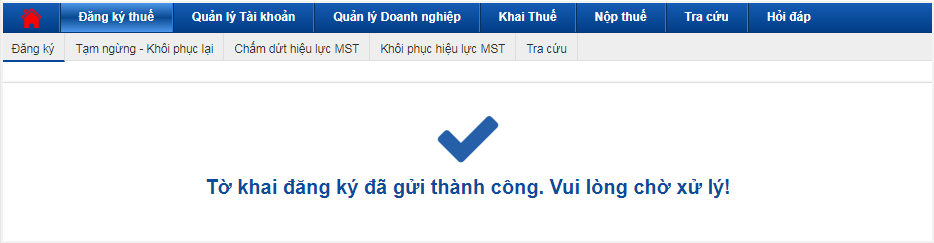 Đăng ký thuế Quản lý Tài khoản Quản lý Doanh nghiệp Khai Thuế Nộp thuế Tra cứu Hỏi đáp
Đăng ký Tạm ngừng - Khôi phục lại Chấm dứt hiệu lực MST Khôi phục hiệu lực MST Tra cứu
Tờ khai đăng ký đã gửi thành công. Vui lòng chờ xử lý!